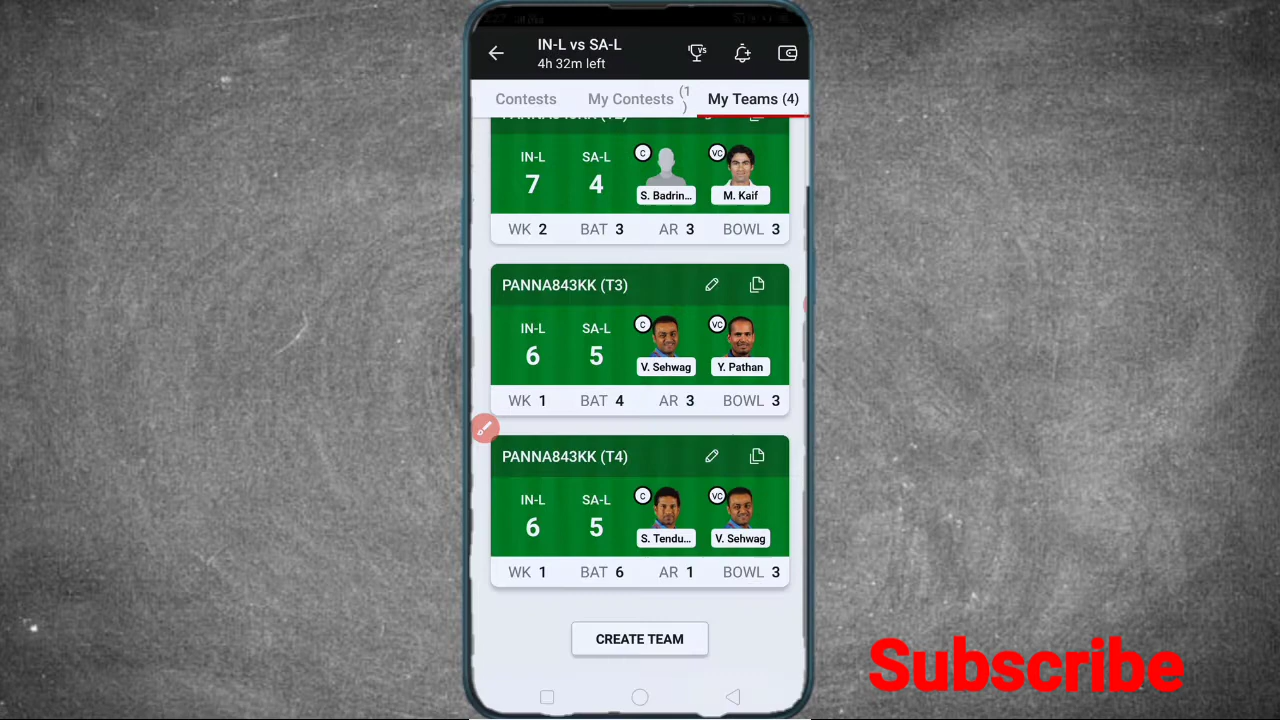 IN-L vs SA-L
4h 32m left
Contests
My Contests (1)
My Teams (4)
IN-L SA-L
7 4
C VC
S. Badrin... M. Kaif
WK 2 BAT 3 AR 3 BOWL 3
PANNA843KK (T3)
IN-L SA-L
6 5
C VC
V. Sehwag Y. Pathan
WK 1 BAT 4 AR 3 BOWL 3
PANNA843KK (T4)
IN-L SA-L
6 5
C VC
S. Tendu... V. Sehwag
WK 1 BAT 6 AR 1 BOWL 3
CREATE TEAM
Subscribe